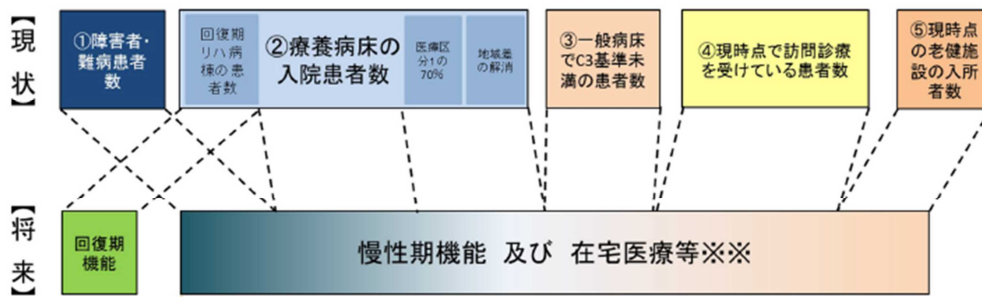 【現状】
①障害者・
難病患者
数
回復期
リハ病
棟の患
者数
②療養病床の
入院患者数
医療区
分1の
70%
地域差
の解消
③一般病床
でC3基準未
満の患者数
④現時点で訪問診療
を受けている患者数
⑤現時点
の老健施
設の入所
者数
【将来】
回復期
機能
慢性期機能 及び 在宅医療等※※